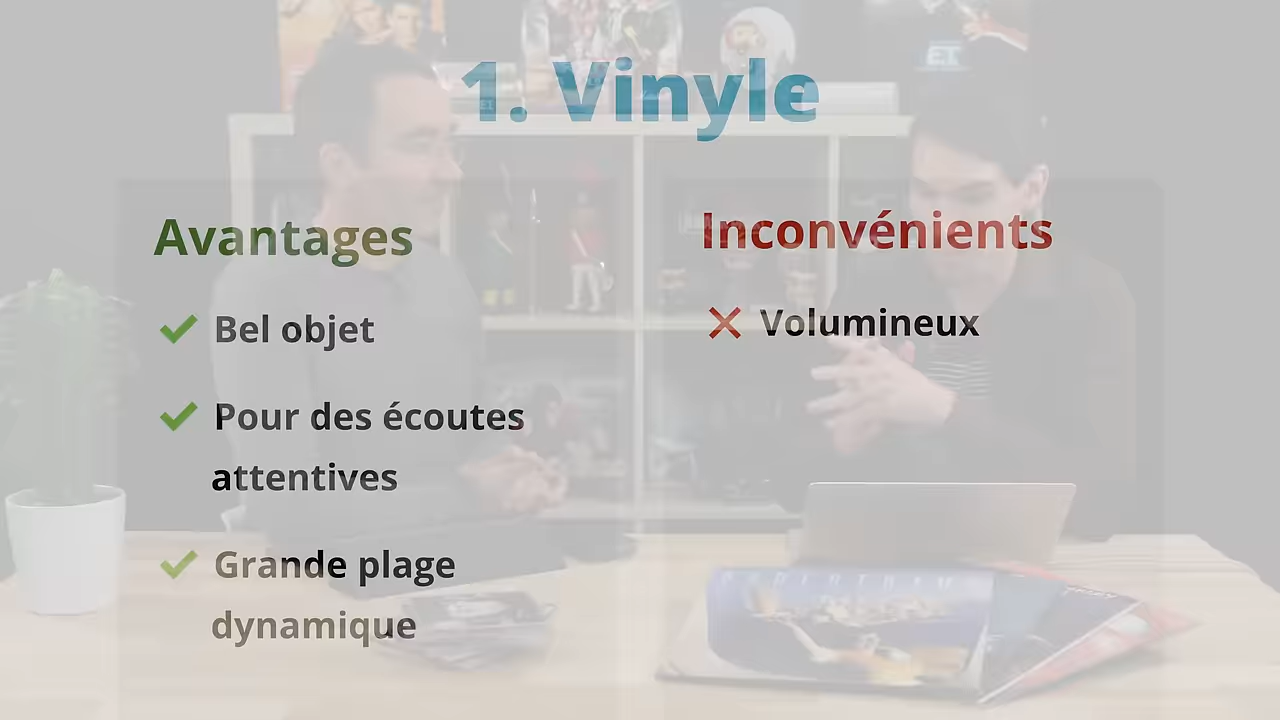 1. Vinyle
Avantages
Bel objet
Pour des écoutes
attentives
Grande plage
dynamique
Inconvénients
Volumineux